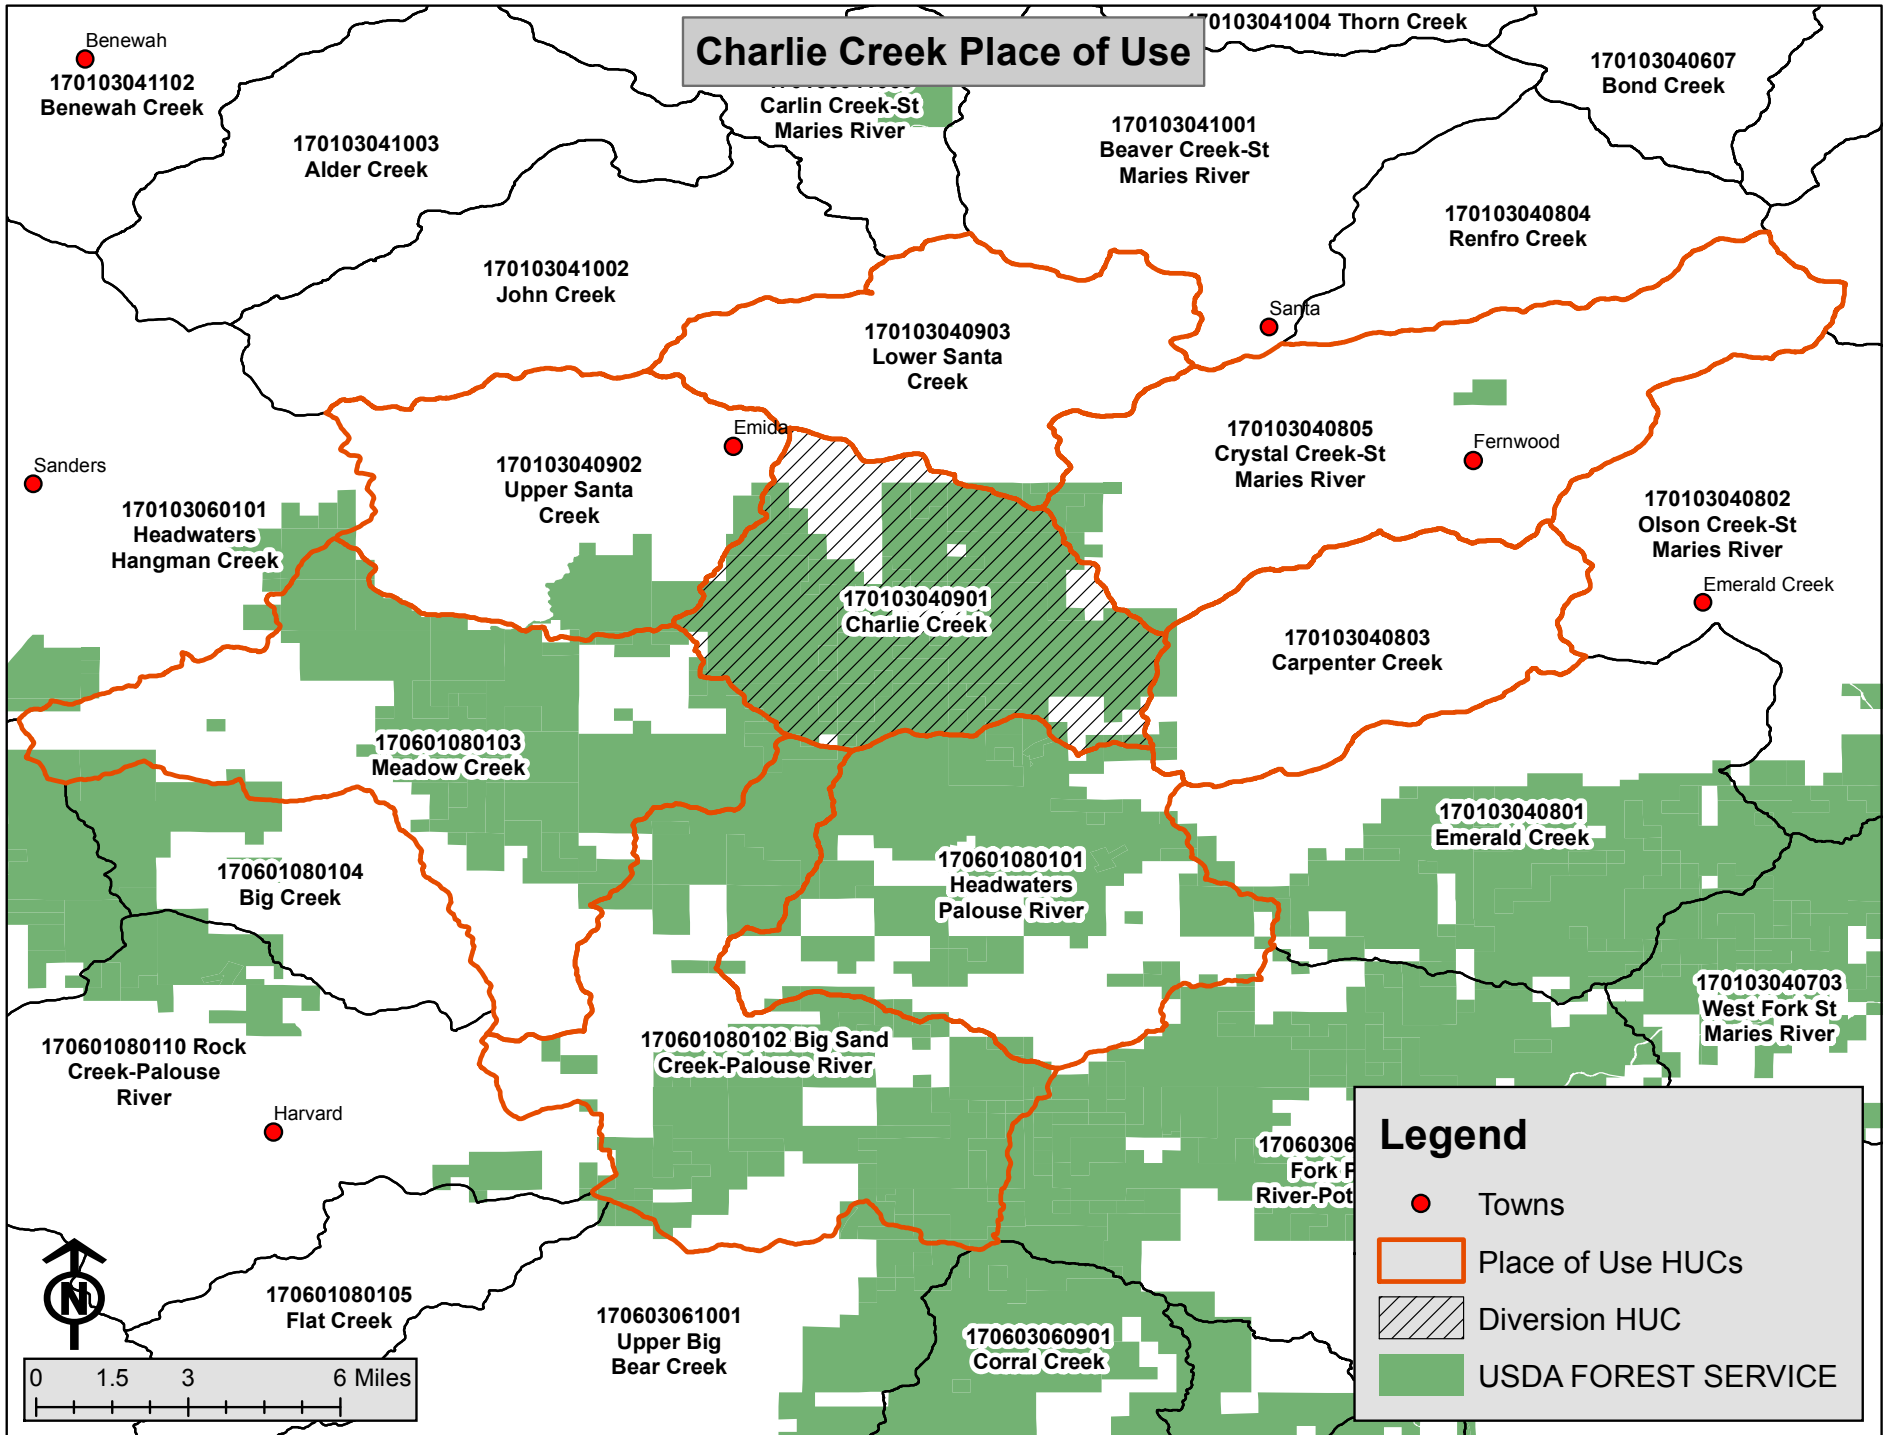 Charlie Creek Place of Use
170103041004 Thorn Creek
Benewah
170103041102
Benewah Creek
170103040607
Bond Creek
Carlin Creek-St
Maries River
170103041003
Alder Creek
170103041001
Beaver Creek-St
Maries River
170103040804
Renfro Creek
170103041002
John Creek
Santa
170103040903
Lower Santa
Creek
Emida
170103040805
Crystal Creek-St
Maries River
Fernwood
Sanders
170103040902
Upper Santa
Creek
170103060101
Headwaters
Hangman Creek
170103040802
Olson Creek-St
Maries River
Emerald Creek
170103040901
Charlie Creek
170103040803
Carpenter Creek
170601080103
Meadow Creek
170103040801
Emerald Creek
170601080104
Big Creek
170601080101
Headwaters
Palouse River
170103040703
West Fork St
Maries River
170601080110 Rock
Creek-Palouse
River
170601080102 Big Sand
Creek-Palouse River
Harvard
17060306
Fork
River-Pot
170601080105
Flat Creek
170603061001
Upper Big
Bear Creek
170603060901
Corral Creek
Legend
Towns
Place of Use HUCs
Diversion HUC
USDA FOREST SERVICE
N
0 1.5 3 6 Miles